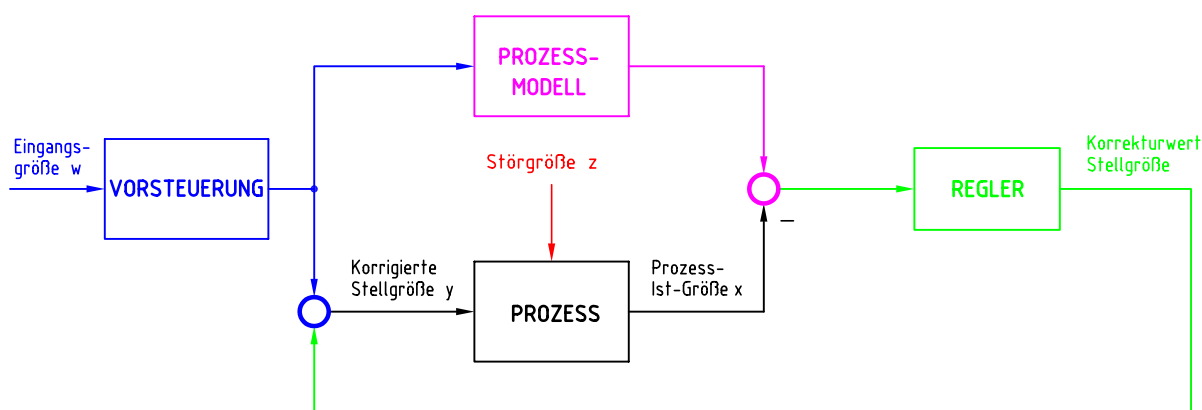 PROZESS-
MODELL
Eingangs-
größe w
VORSTEUERUNG
Störgröße z
Korrekturwert
Stellgröße
REGLER
Korrigierte
Stellgröße y
PROZESS
Prozess-
Ist-Größe x
–